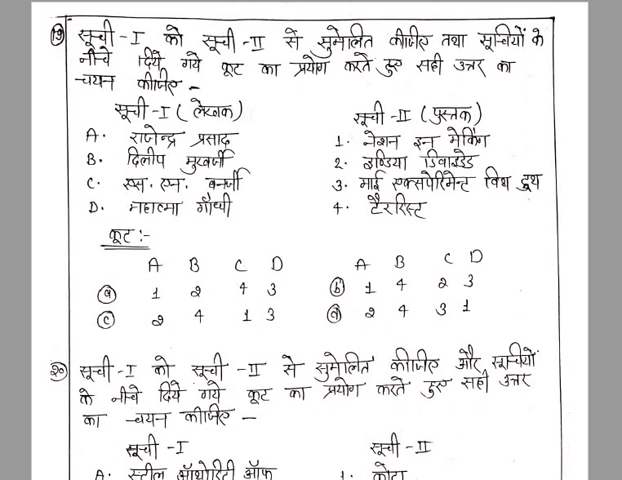 19 सूची-I को सूची-II से सुमेलित कीजिए तथा सूचियों के
नीचे दिये गये कूट का प्रयोग करते हुए सही उत्तर का
चयन कीजिए -
सूची-I (लेखक) सूची-II (पुस्तक)
A. राजेन्द्र प्रसाद 1. नेशन इन मेकिंग
B. दिलीप मुखर्जी 2. इण्डिया डिवाइडेड
C. एस. एन. बनर्जी 3. माई एक्सपेरिमेन्ट विथ ट्रुथ
D. महात्मा गाँधी 4. टैररिस्ट
कूट :-
A B C D A B C D
(a) 1 2 4 3 (b) 1 4 2 3
(c) 2 4 1 3 (d) 2 4 3 1
20 सूची-I को सूची-II से सुमेलित कीजिए और सूचियों
के नीचे दिये गये कूट का प्रयोग करते हुए सही उत्तर
का चयन कीजिए -
सूची-I सूची-II
A. स्टील ऑथोरिटी ऑफ 1. कोटा